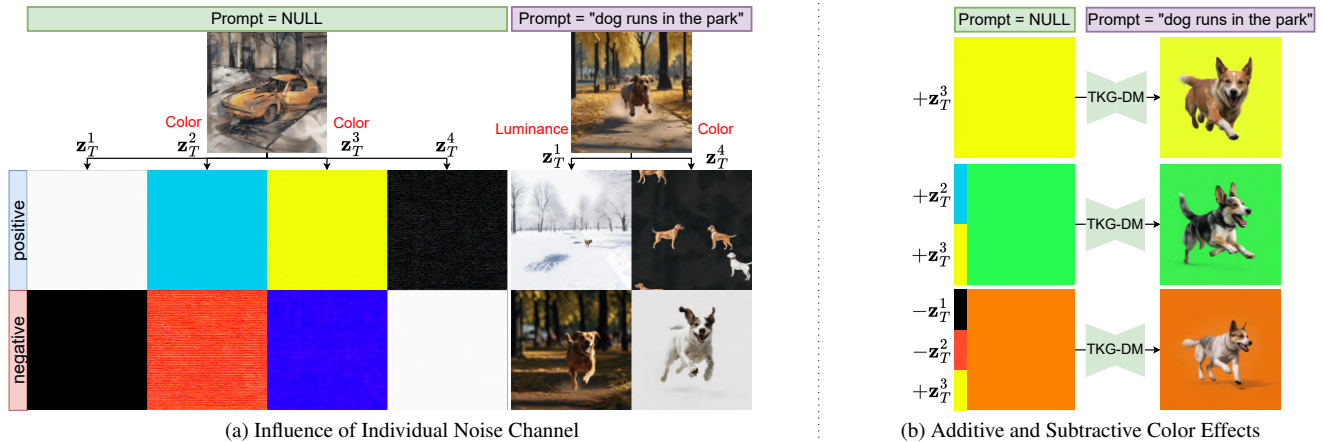 Prompt = NULL
Prompt = "dog runs in the park"
Color
Color
Luminance
Color
z_T^1
z_T^2
z_T^3
z_T^4
z_T^1
z_T^4
positive
negative
(a) Influence of Individual Noise Channel
Prompt = NULL
Prompt = "dog runs in the park"
+z_T^3
TKG-DM
+z_T^2
+z_T^3
TKG-DM
−z_T^1
−z_T^2
+z_T^3
TKG-DM
(b) Additive and Subtractive Color Effects